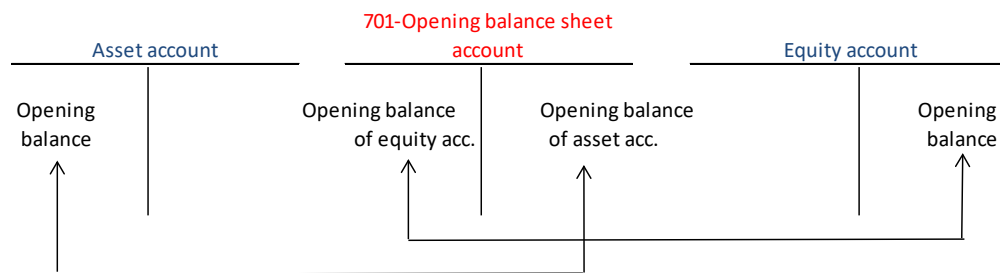 701-Opening balance sheet
account
Asset account
Equity account
Opening
balance
Opening balance
of equity acc.
Opening balance
of asset acc.
Opening
balance